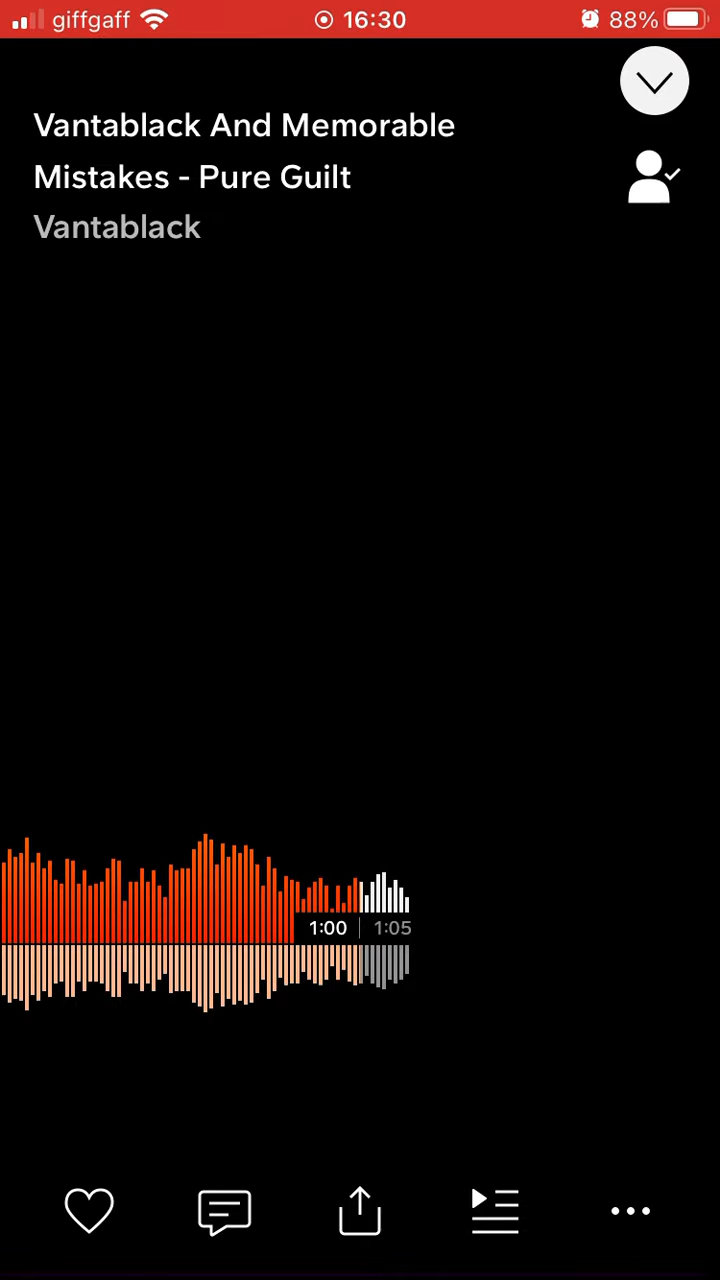 giffgaff 16:30 88%
Vantablack And Memorable
Mistakes - Pure Guilt
Vantablack
1:00 1:05